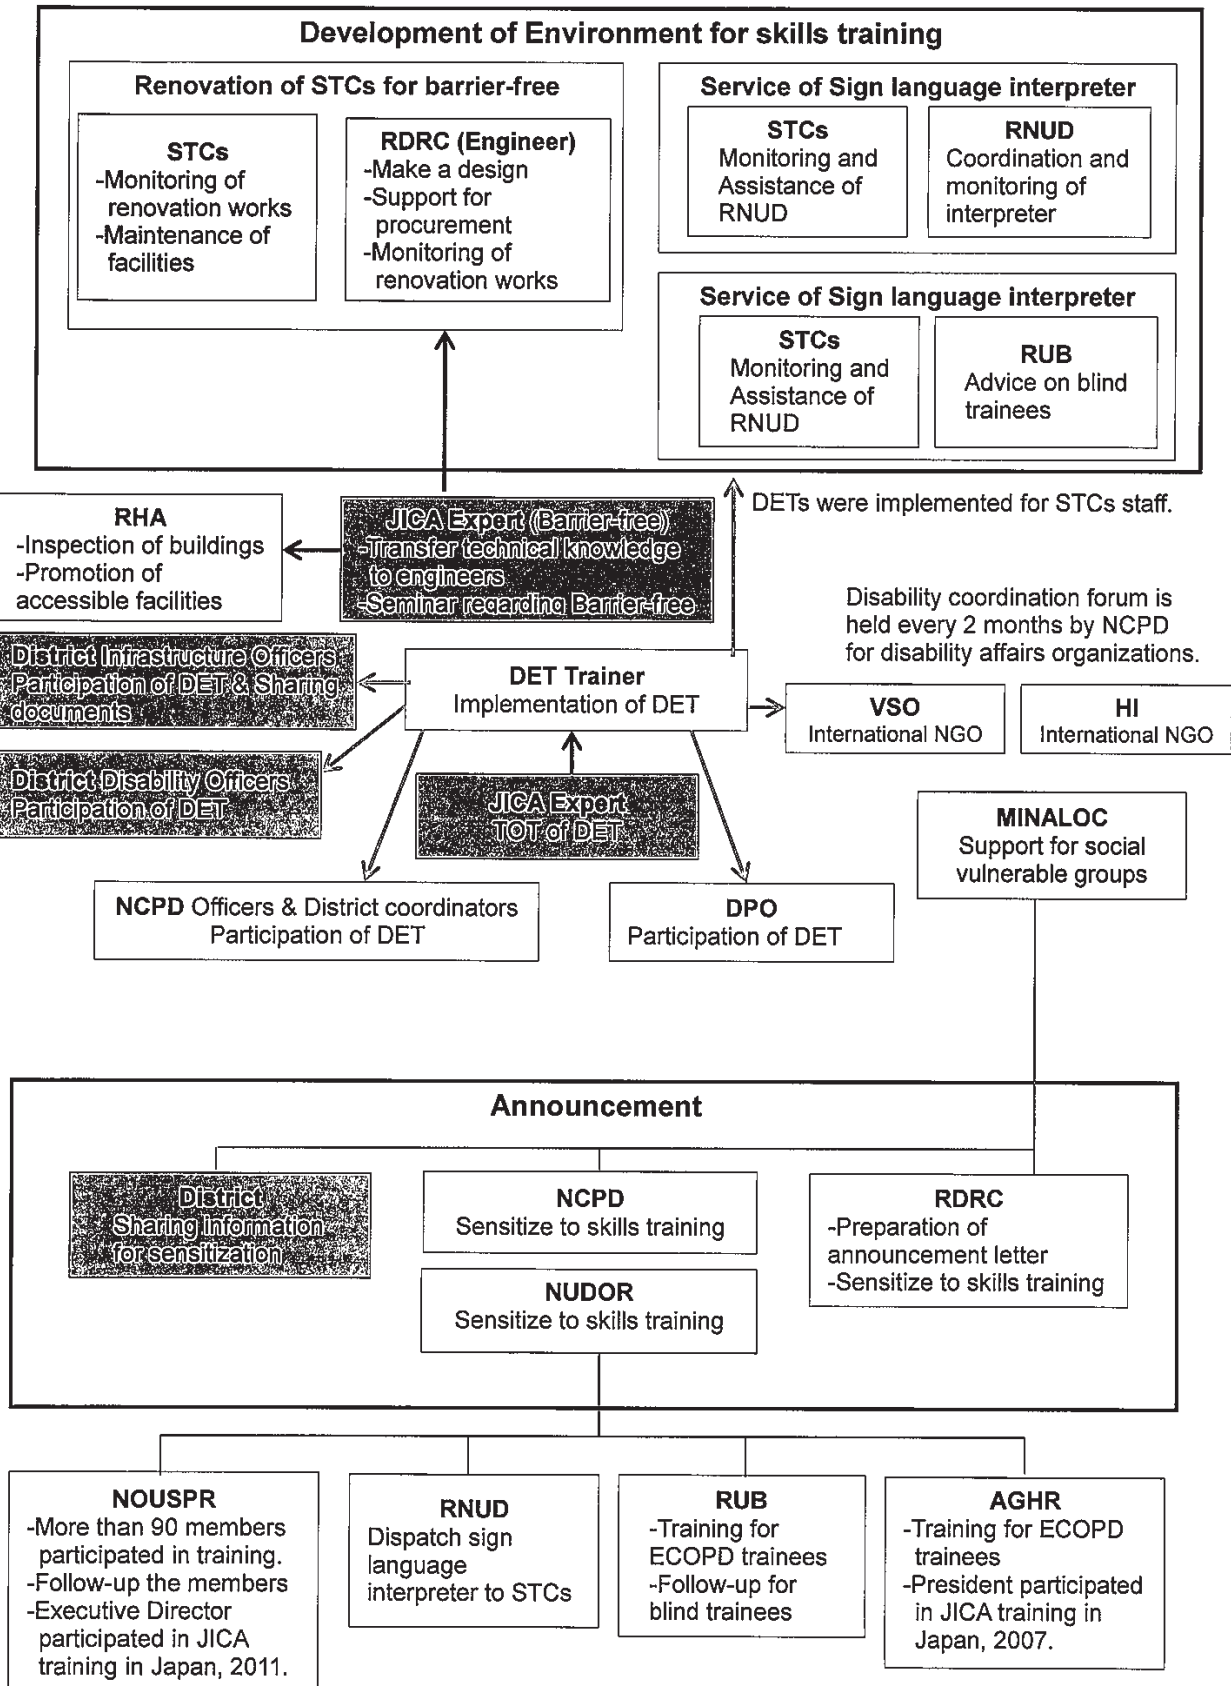 Development of Environment for skills training
Renovation of STCs for barrier-free
STCs
-Monitoring of
renovation works
-Maintenance of
facilities
RDRC (Engineer)
-Make a design
-Support for
procurement
-Monitoring of
renovation works
Service of Sign language interpreter
STCs
Monitoring and
Assistance of
RNUD
RNUD
Coordination and
monitoring of
interpreter
Service of Sign language interpreter
STCs
Monitoring and
Assistance of
RNUD
RUB
Advice on blind
trainees
RHA
-Inspection of buildings
-Promotion of
accessible facilities
JICA Expert (Barrier-free)
-Transfer technical knowledge
to engineers
-Seminar regarding Barrier-free
DETs were implemented for STCs staff.
Disability coordination forum is
held every 2 months by NCPD
for disability affairs organizations.
District Infrastructure Officers
Participation of DET & Sharing
documents
DET Trainer
Implementation of DET
VSO
International NGO
HI
International NGO
District Disability Officers
Participation of DET
JICA Expert
TOT of DET
MINALOC
Support for social
vulnerable groups
NCPD Officers & District coordinators
Participation of DET
DPO
Participation of DET
Announcement
District
Sharing information
for sensitization
NCPD
Sensitize to skills training
RDRC
-Preparation of
announcement letter
-Sensitize to skills training
NUDOR
Sensitize to skills training
NOUSPR
-More than 90 members
participated in training.
-Follow-up the members
-Executive Director
participated in JICA
training in Japan, 2011.
RNUD
Dispatch sign
language
interpreter to STCs
RUB
-Training for
ECOPD trainees
-Follow-up for
blind trainees
AGHR
-Training for ECOPD
trainees
-President participated
in JICA training in
Japan, 2007.